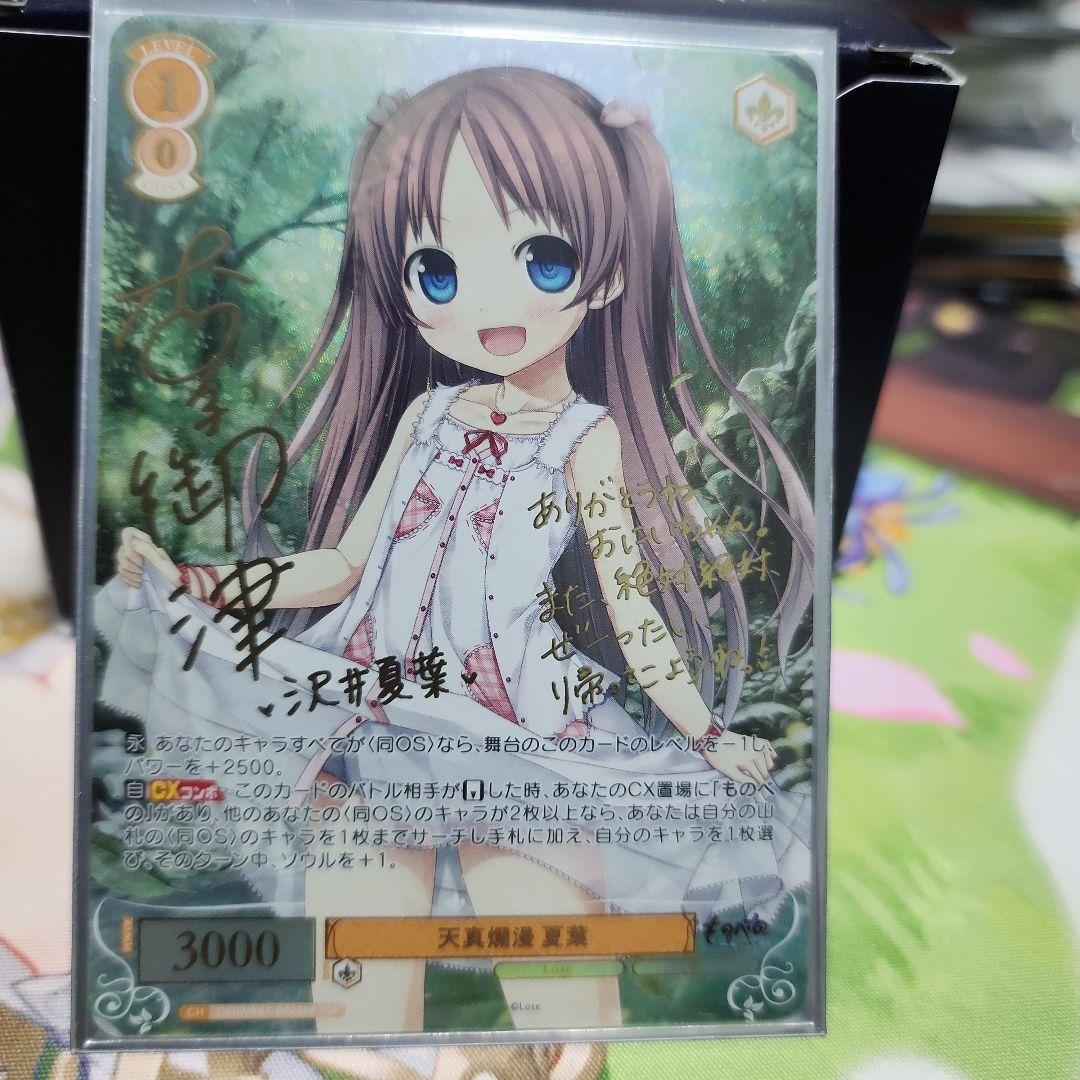 LEVEL
1
0
COST
御
津
沢井夏葉
ありがとうね、
おにいちゃん。
また 絶対絶対
ぜーったい、
帰ってこようねっ!
永 あなたのキャラすべてが〈同OS〉なら、舞台のこのカードのレベルを－1し、
パワーを＋2500。
自 CXコンボ このカードのバトル相手がした時、あなたのCX置場に「ものべ
の」があり、他のあなたの〈同OS〉のキャラが2枚以上なら、あなたは自分の山
札の〈同OS〉のキャラを1枚までサーチし手札に加え、自分のキャラを1枚選
び、そのターン中、ソウルを＋1。
3000
天真爛漫 夏葉
ものべの
Lose
©Lose
CH